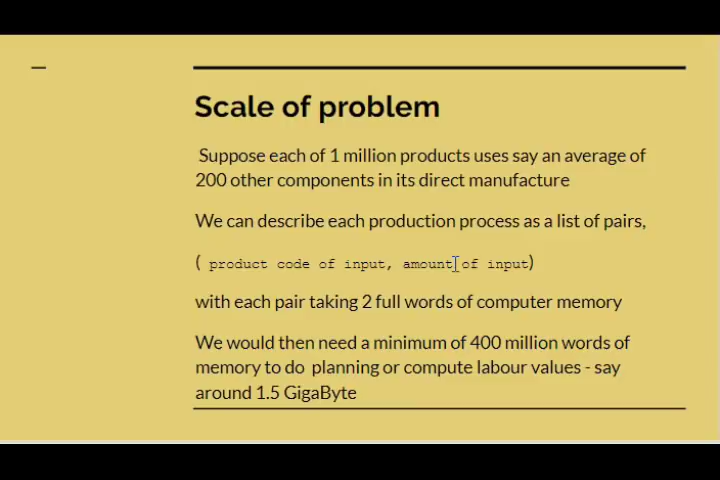 Scale of problem
Suppose each of 1 million products uses say an average of
200 other components in its direct manufacture
We can describe each production process as a list of pairs,
( product code of input, amount of input)
with each pair taking 2 full words of computer memory
We would then need a minimum of 400 million words of
memory to do planning or compute labour values - say
around 1.5 GigaByte